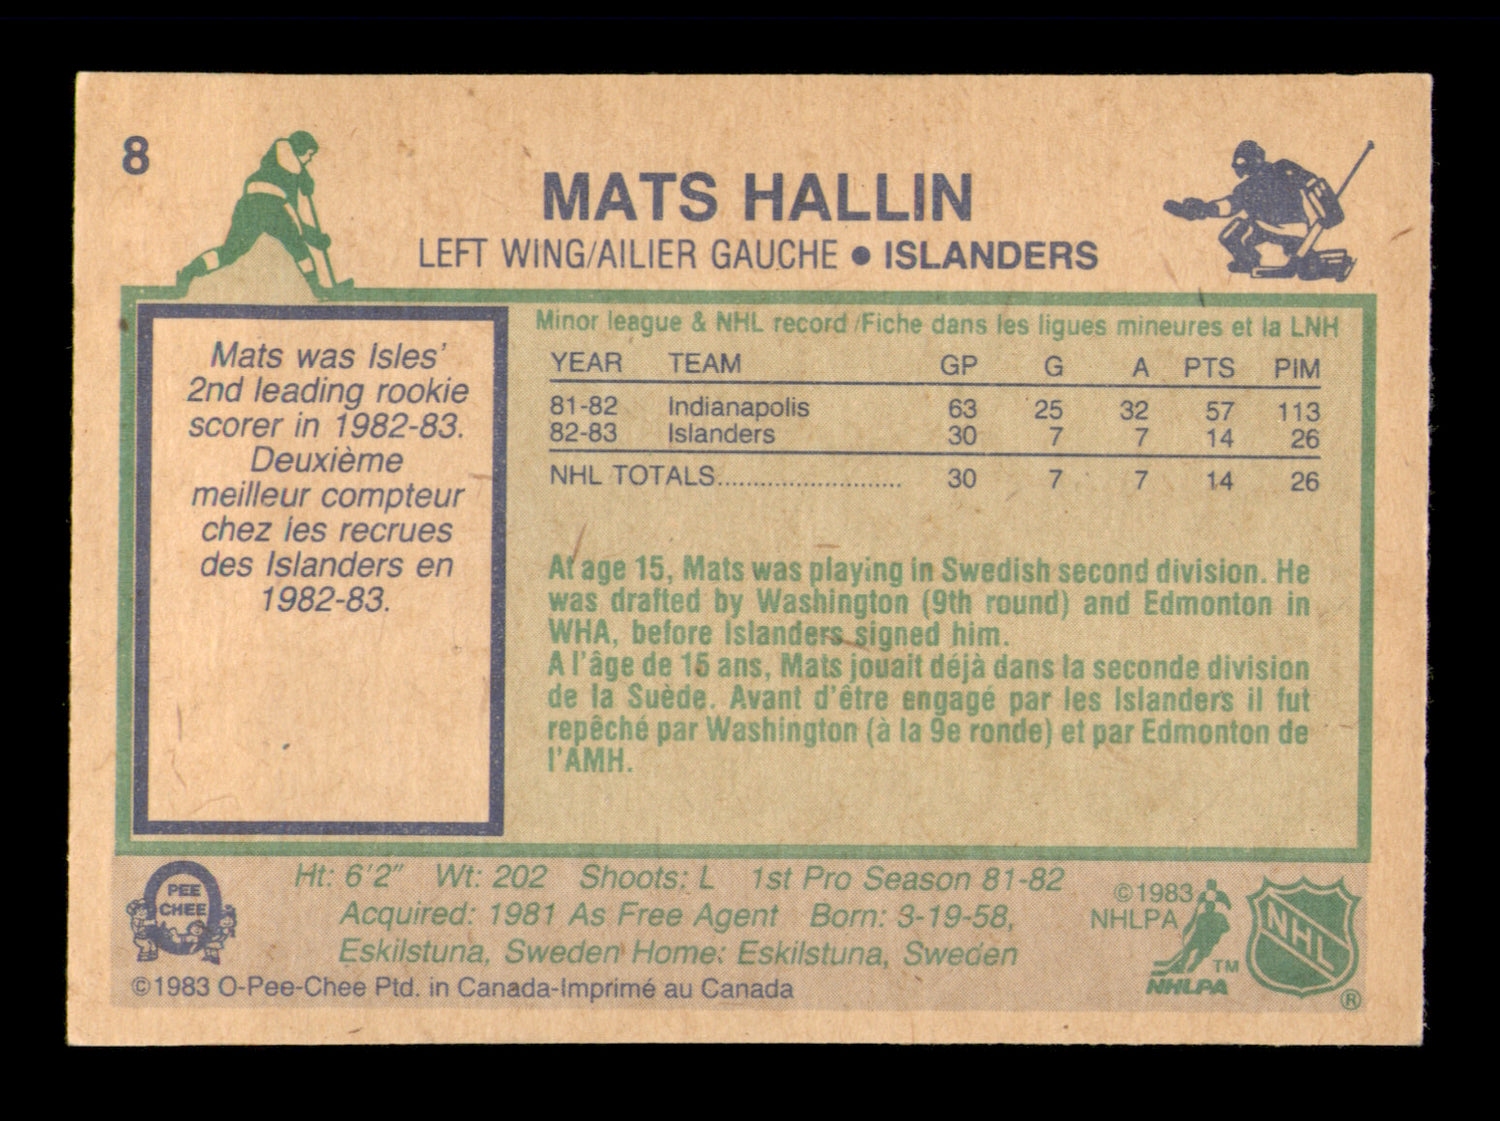 8
MATS HALLIN
LEFT WING/AILIER GAUCHE • ISLANDERS
Mats was Isles'
2nd leading rookie
scorer in 1982-83.
Deuxième
meilleur compteur
chez les recrues
des Islanders en
1982-83.
Minor league & NHL record /Fiche dans les ligues mineures et la LNH
YEAR TEAM GP G A PTS PIM
81-82 Indianapolis 63 25 32 57 113
82-83 Islanders 30 7 7 14 26
NHL TOTALS.......................... 30 7 7 14 26
At age 15, Mats was playing in Swedish second division. He
was drafted by Washington (9th round) and Edmonton in
WHA, before Islanders signed him.
A l'âge de 15 ans, Mats jouait déjà dans la seconde division
de la Suède. Avant d'être engagé par les Islanders il fut
repêché par Washington (à la 9e ronde) et par Edmonton de
l'AMH.
PEE
CHEE
Ht: 6'2" Wt: 202 Shoots: L 1st Pro Season 81-82
Acquired: 1981 As Free Agent Born: 3-19-58,
Eskilstuna, Sweden Home: Eskilstuna, Sweden
©1983 O-Pee-Chee Ptd. in Canada-Imprimé au Canada
©1983
NHLPA
TM
NHLPA
NHL
®